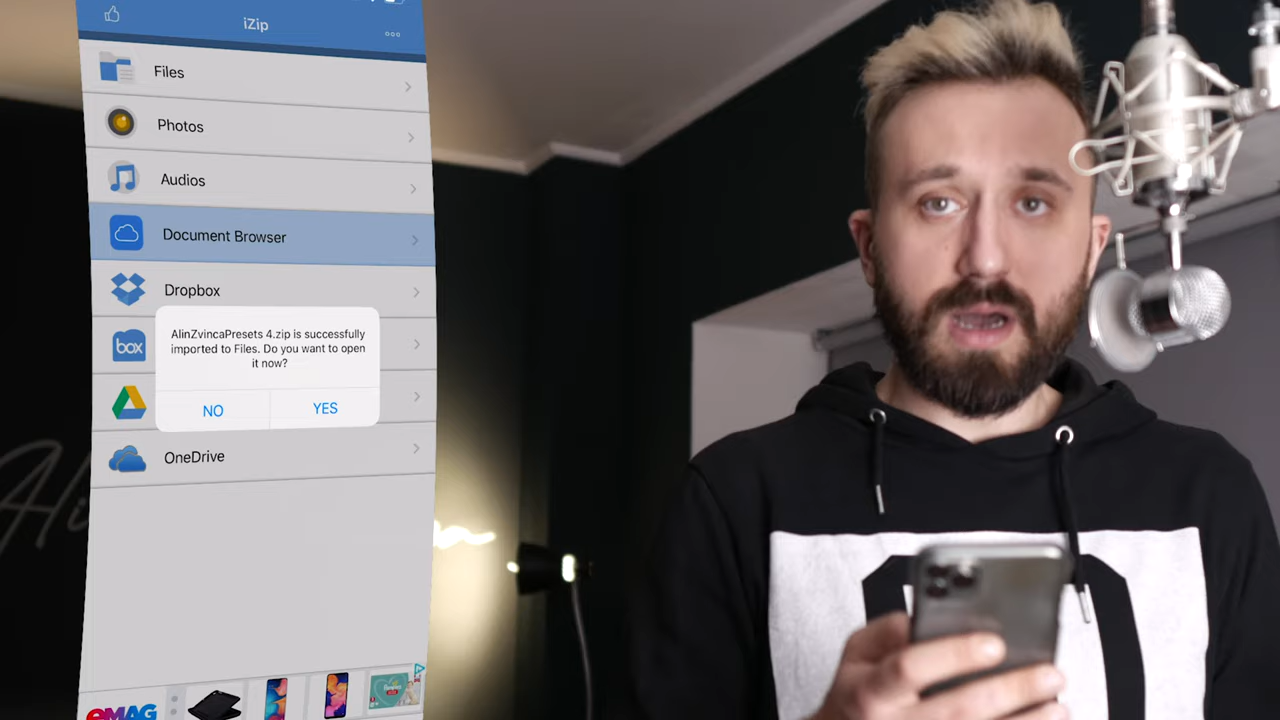 iZip
Files
Photos
Audios
Document Browser
Dropbox
box
OneDrive
AlinZvincaPresets 4.zip is successfully
imported to Files. Do you want to open
it now?
NO
YES
eMAG
Ali